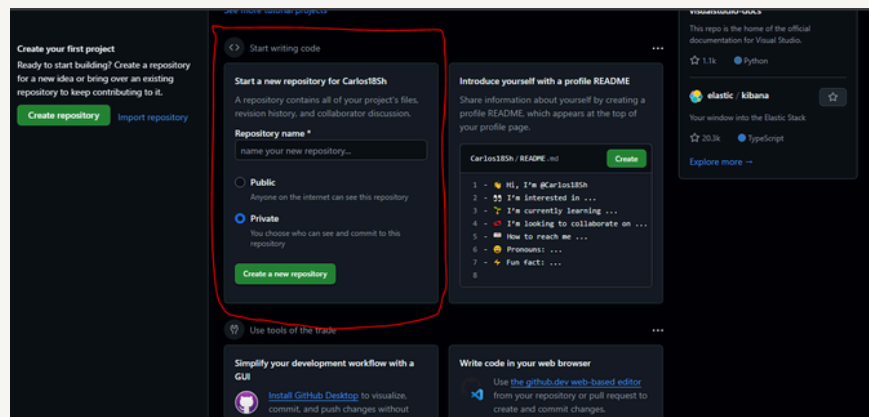 See more tutorial projects
Create your first project
Ready to start building? Create a repository
for a new idea or bring over an existing
repository to keep contributing to it.
Create repository
Import repository
Start writing code
Start a new repository for Carlos18Sh
A repository contains all of your project's files,
revision history, and collaborator discussion.
Repository name *
name your new repository...
Public
Anyone on the internet can see this repository
Private
You choose who can see and commit to this
repository
Create a new repository
Introduce yourself with a profile README
Share information about yourself by creating a
profile README, which appears at the top of
your profile page.
Carlos18Sh / README.md
Create
1 - 👋 Hi, I'm @Carlos18Sh
2 - 👀 I'm interested in ...
3 - 🌱 I'm currently learning ...
4 - 💞️ I'm looking to collaborate on ...
5 - 📫 How to reach me ...
6 - 😄 Pronouns: ...
7 - ⚡ Fun fact: ...
8
Use tools of the trade
Simplify your development workflow with a
GUI
Install GitHub Desktop to visualize,
commit, and push changes without
Write code in your web browser
Use the github.dev web-based editor
from your repository or pull request to
create and commit changes.
visualstudio-docs
This repo is the home of the official
documentation for Visual Studio.
1.1k
Python
elastic / kibana
Your window into the Elastic Stack
20.3k
TypeScript
Explore more →